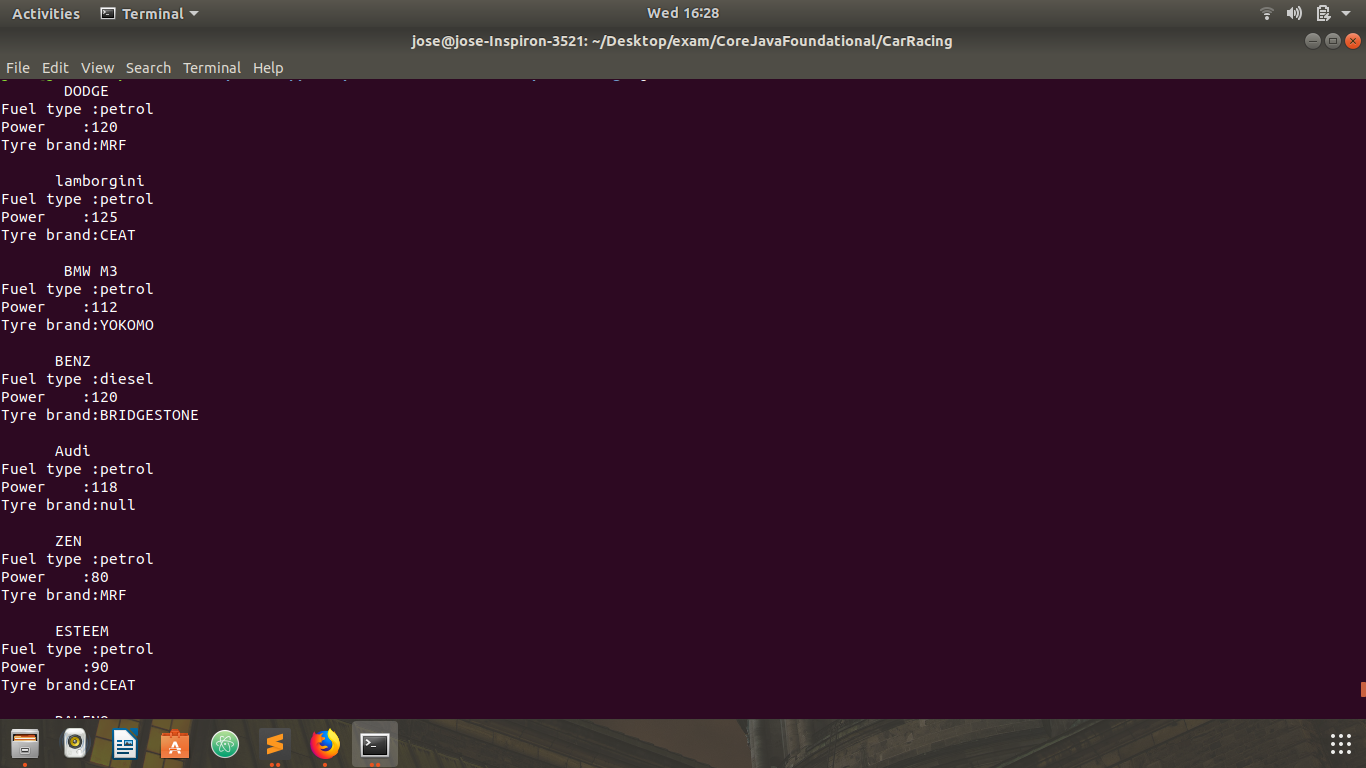 Activities Terminal Wed 16:28
jose@jose-Inspiron-3521: ~/Desktop/exam/CoreJavaFoundational/CarRacing
File Edit View Search Terminal Help
DODGE
Fuel type :petrol
Power    :120
Tyre brand:MRF
lamborgini
Fuel type :petrol
Power    :125
Tyre brand:CEAT
BMW M3
Fuel type :petrol
Power    :112
Tyre brand:YOKOMO
BENZ
Fuel type :diesel
Power    :120
Tyre brand:BRIDGESTONE
Audi
Fuel type :petrol
Power    :118
Tyre brand:null
ZEN
Fuel type :petrol
Power    :80
Tyre brand:MRF
ESTEEM
Fuel type :petrol
Power    :90
Tyre brand:CEAT